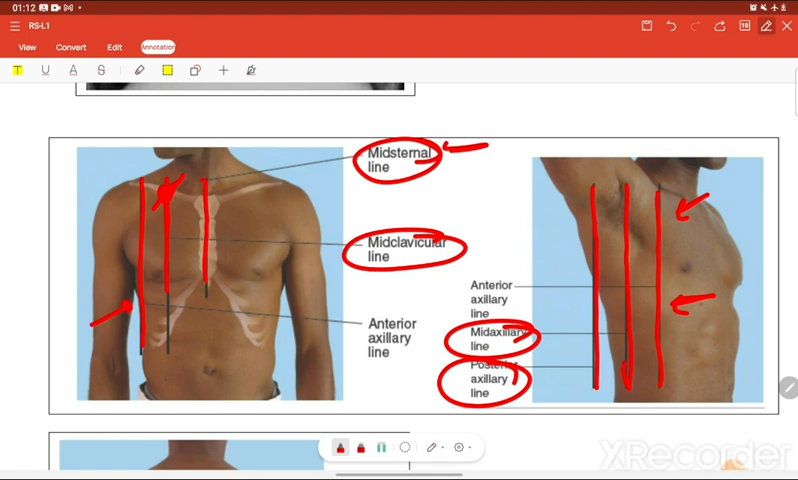 01:12
RS-L1
18
View Convert Edit Annotation
T U A S
Midsternal
line
Midclavicular
line
Anterior
axillary
line
Anterior
axillary
line
Midaxillary
line
Posterior
axillary
line
XRecorder